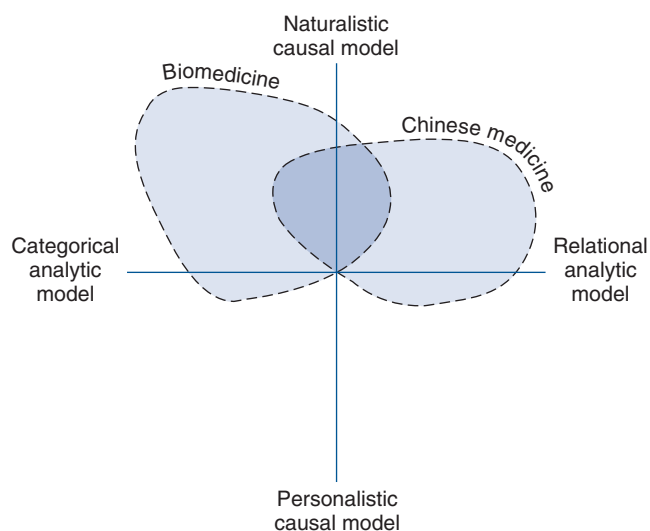 Naturalistic
causal model
Biomedicine
Chinese medicine
Categorical
analytic
model
Relational
analytic
model
Personalistic
causal model